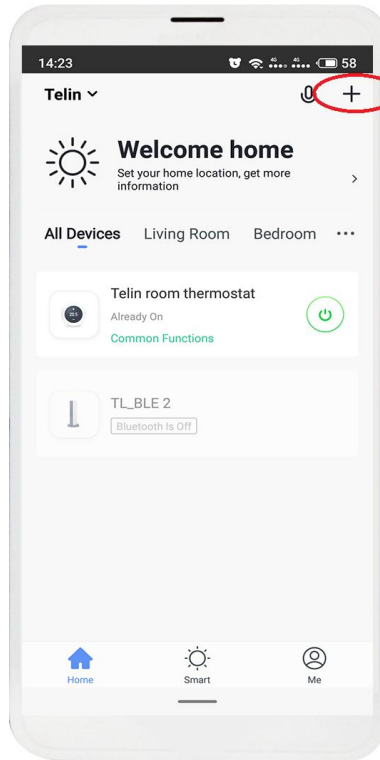 14:23
58
Telin
Welcome home
Set your home location, get more
information
All Devices Living Room Bedroom
Telin room thermostat
Already On
Common Functions
TL_BLE 2
Bluetooth Is Off
Home Smart Me